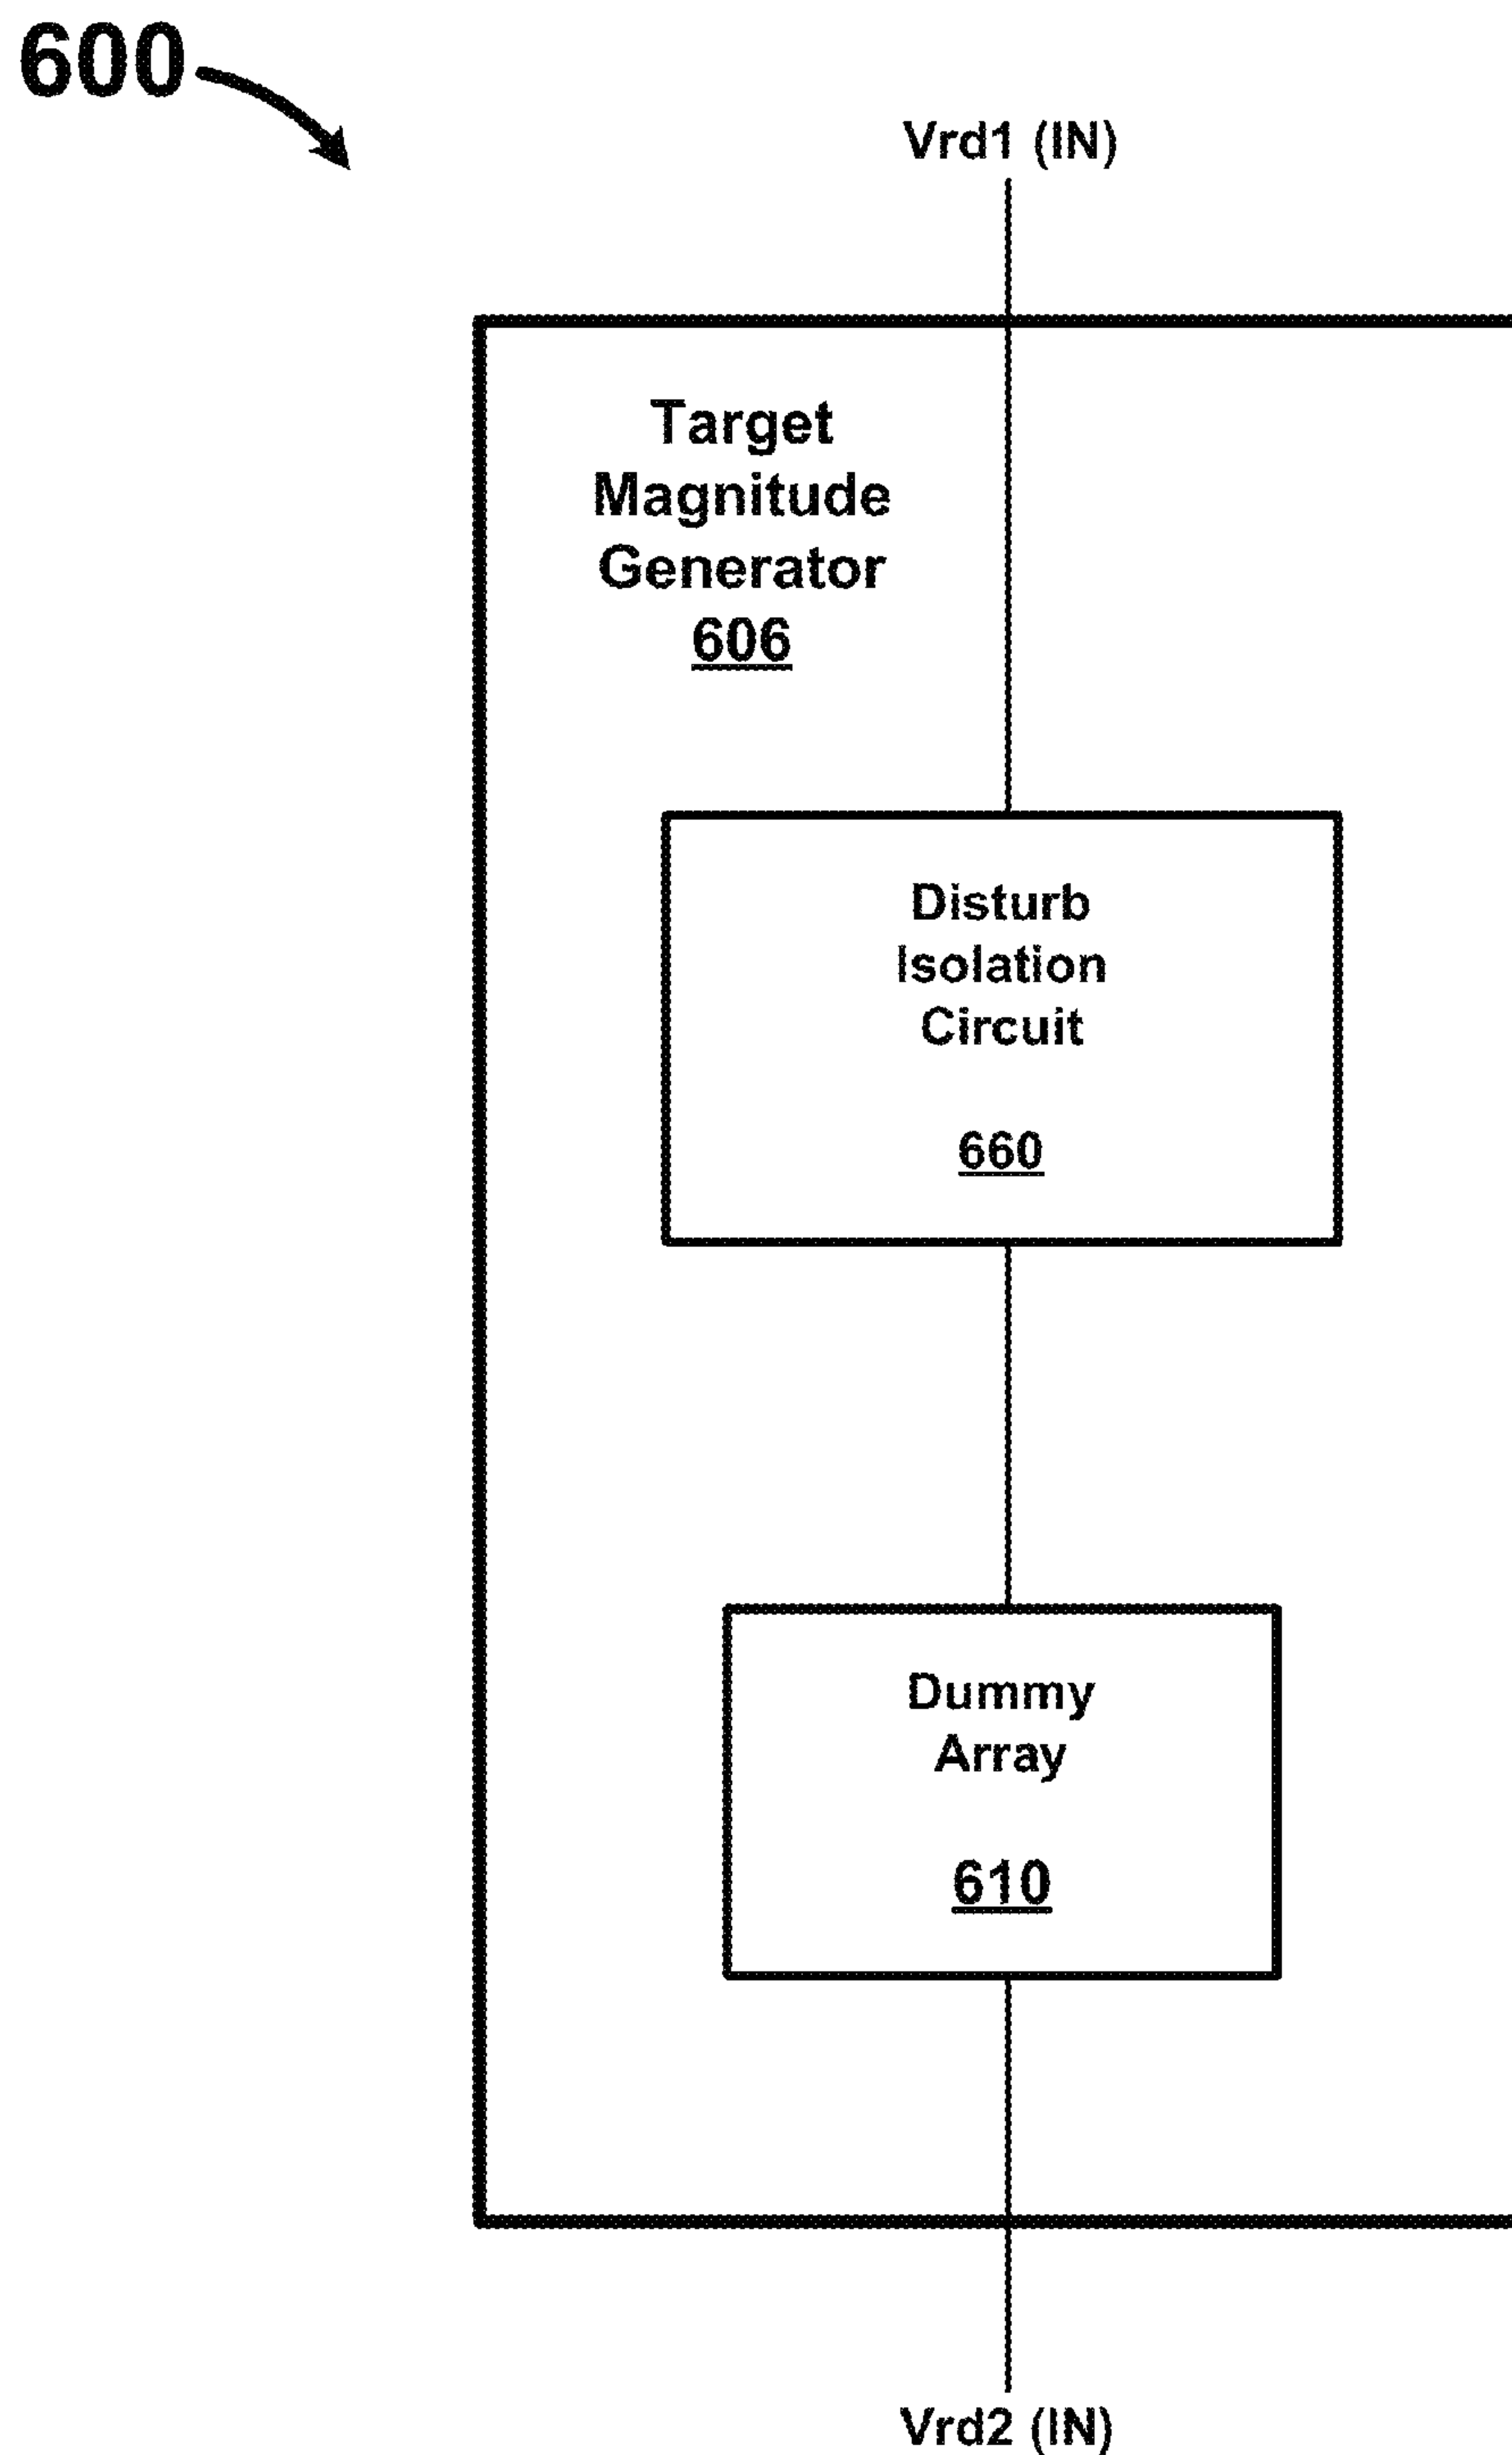 600
Vrd1 (IN)
Target
Magnitude
Generator
606
Disturb
Isolation
Circuit
660
Dummy
Array
610
Vrd2 (IN)